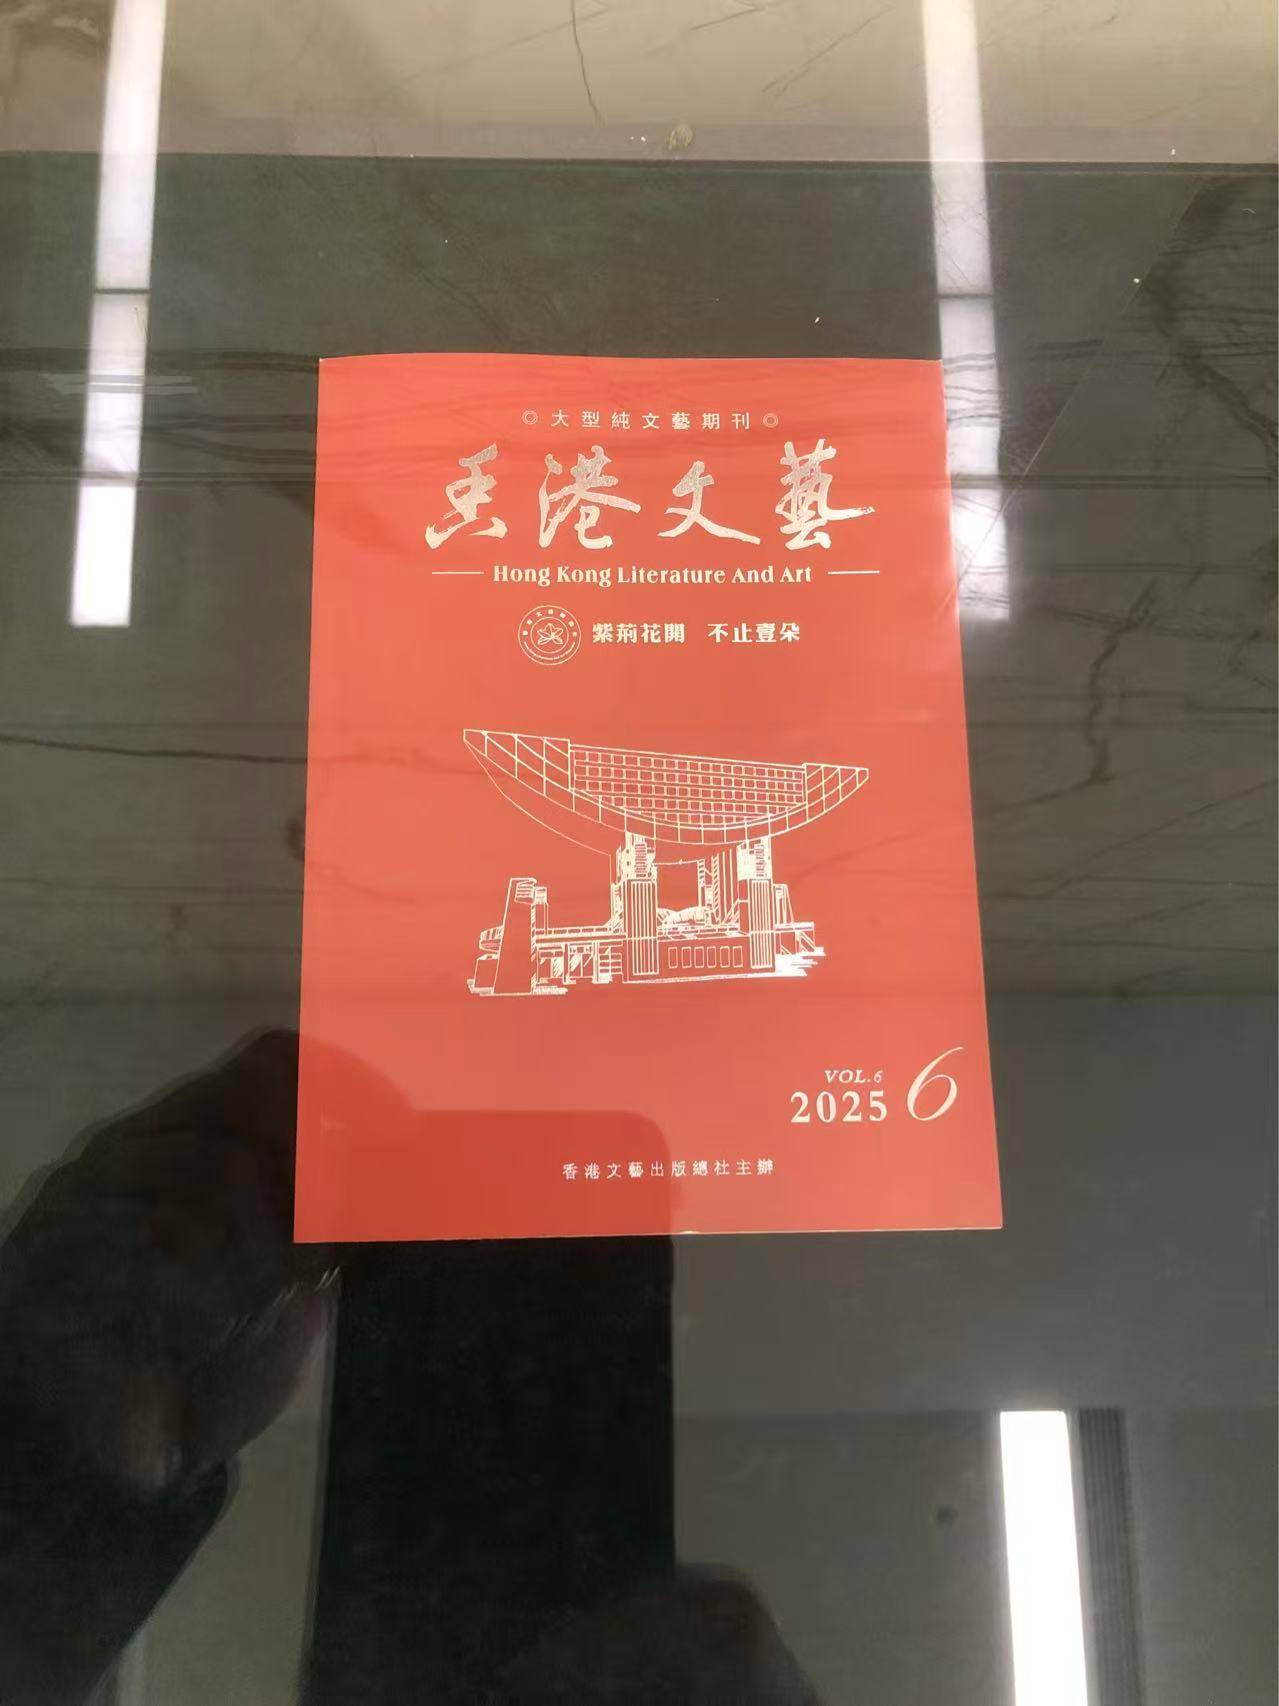 ◎大型純文藝期刊◎
香港文藝
Hong Kong Literature And Art
紫荊花開 不止壹朵
VOL.6
2025 6
香港文藝出版總社主辦